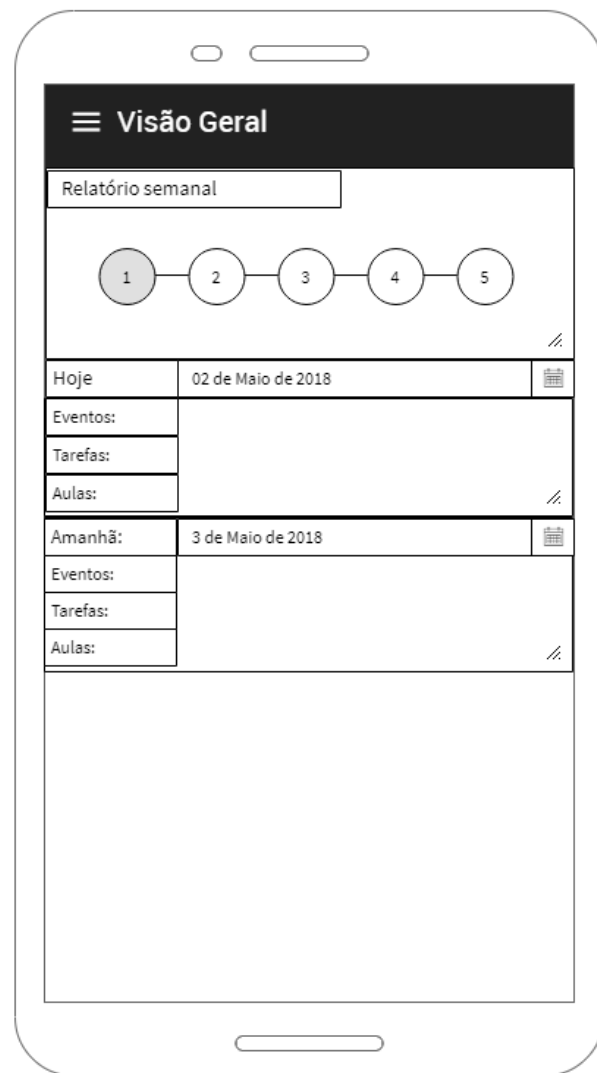 Visão Geral
Relatório semanal
1 2 3 4 5
Hoje 02 de Maio de 2018
Eventos:
Tarefas:
Aulas:
Amanhã: 3 de Maio de 2018
Eventos:
Tarefas:
Aulas: